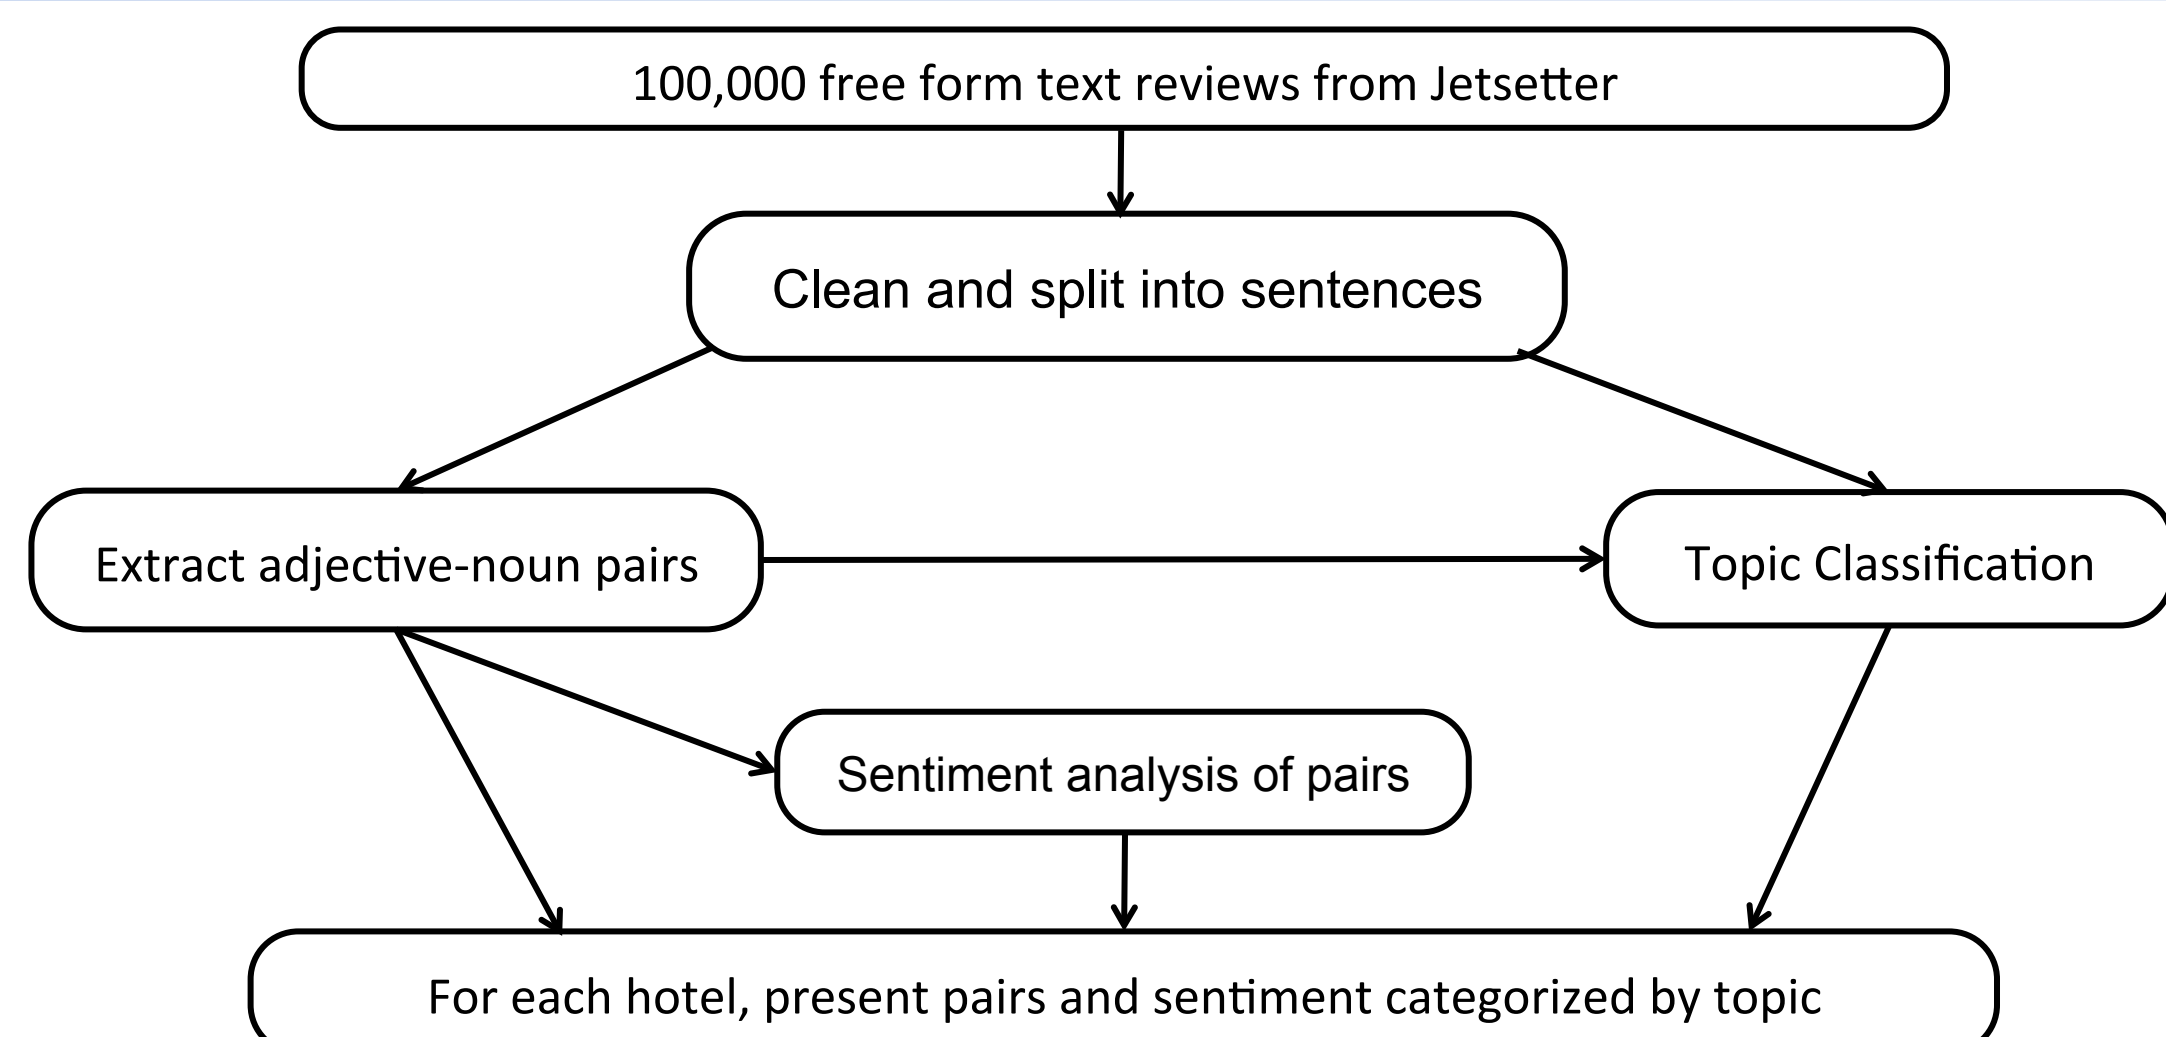 100,000 free form text reviews from Jetsetter
Clean and split into sentences
Extract adjective-noun pairs
Topic Classification
Sentiment analysis of pairs
For each hotel, present pairs and sentiment categorized by topic